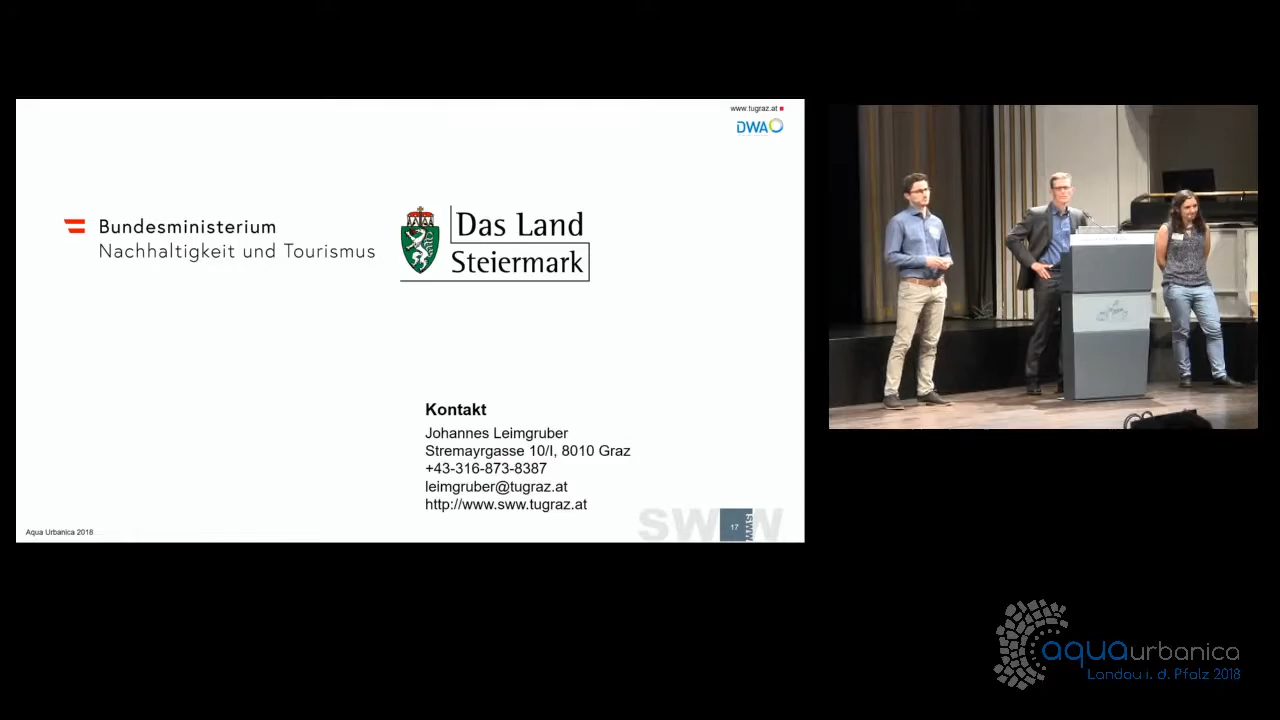 www.tugraz.at
DWA
Bundesministerium
Nachhaltigkeit und Tourismus
Das Land
Steiermark
Kontakt
Johannes Leimgruber
Stremayrgasse 10/I, 8010 Graz
+43-316-873-8387
leimgruber@tugraz.at
http://www.sww.tugraz.at
Aqua Urbanica 2018
SWW
17
SWW
aquaurbanica
Landau i. d. Pfalz 2018